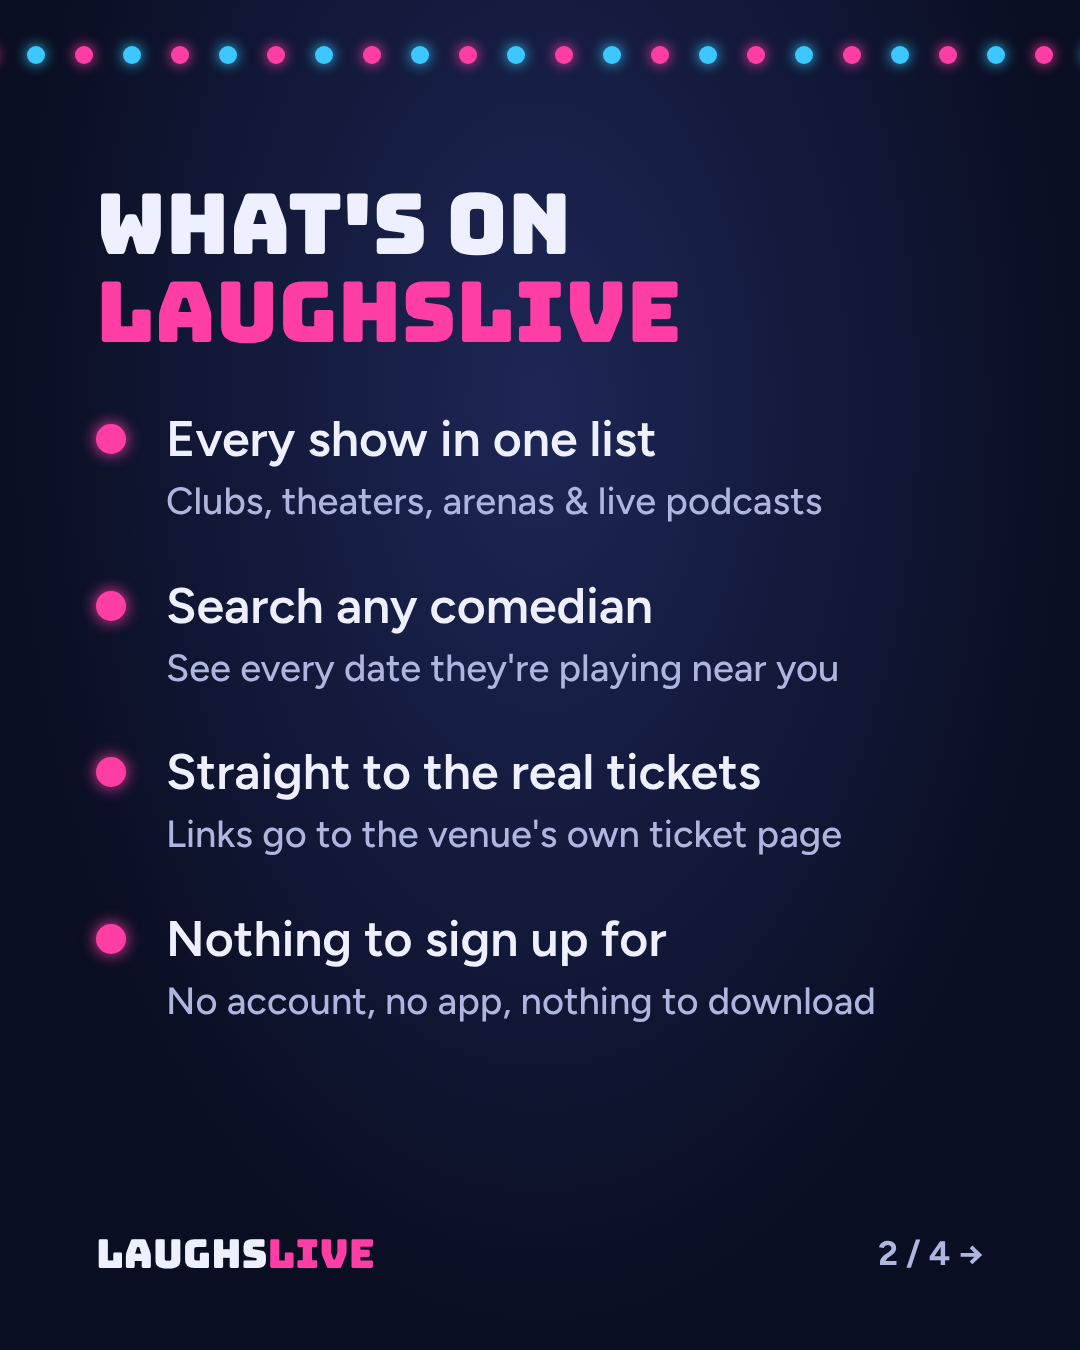 WHAT'S ON
LAUGHSLIVE
Every show in one list
Clubs, theaters, arenas & live podcasts
Search any comedian
See every date they're playing near you
Straight to the real tickets
Links go to the venue's own ticket page
Nothing to sign up for
No account, no app, nothing to download
LAUGHSLIVE
2 / 4 →